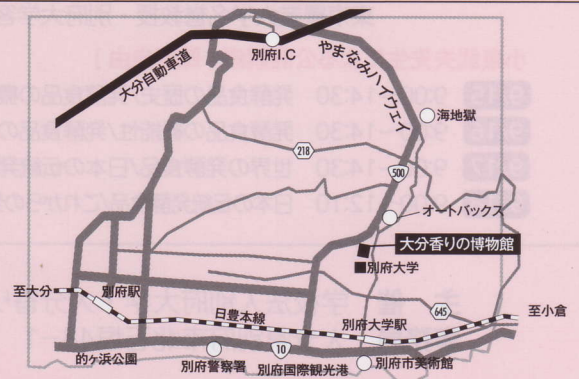 別府I.C
大分自動車道
やまなみハイウェイ
海地獄
218
500
オートバックス
大分香りの博物館
別府大学
至大分
別府駅
日豊本線
別府大学駅
645
至小倉
的ヶ浜公園
別府警察署
10
別府国際観光港
別府市美術館